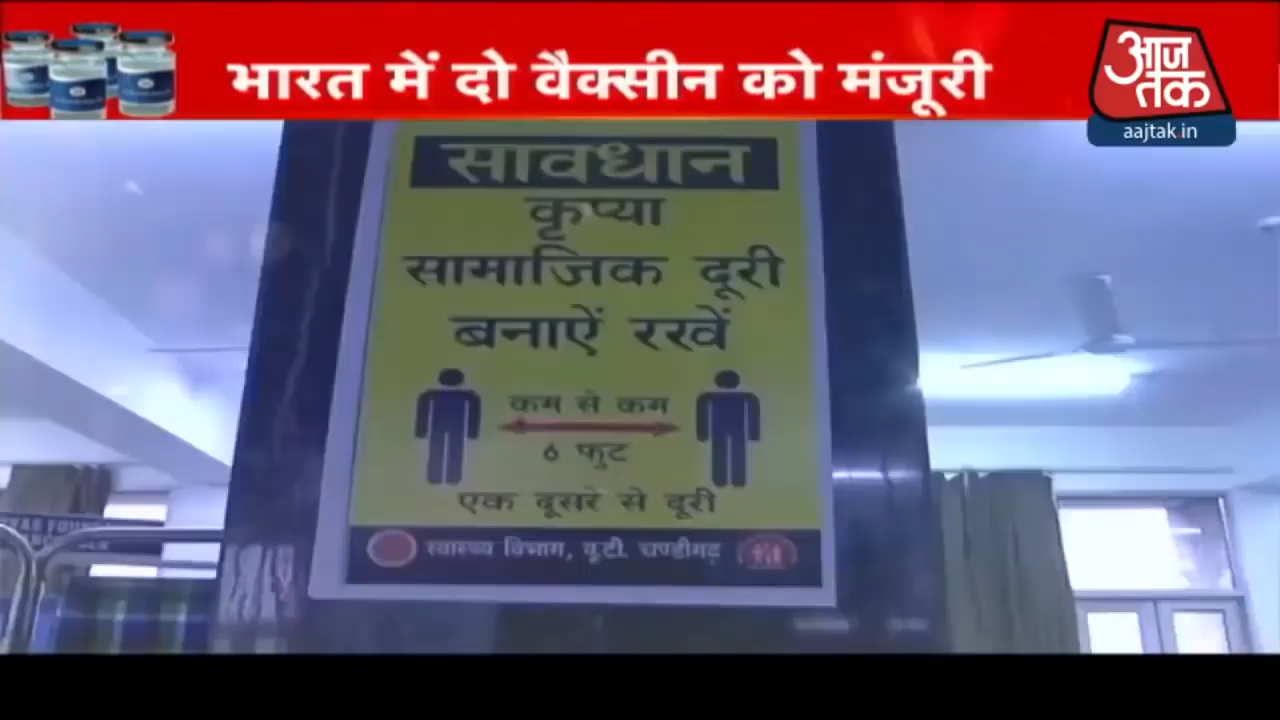 भारत में दो वैक्सीन को मंजूरी
आज
तक
aajtak.in
सावधान
कृप्या
सामाजिक दूरी
बनाऐं रखें
कम से कम
6 फुट
एक दूसरे से दूरी
स्वास्थ्य विभाग, यू.टी. चण्डीगढ़